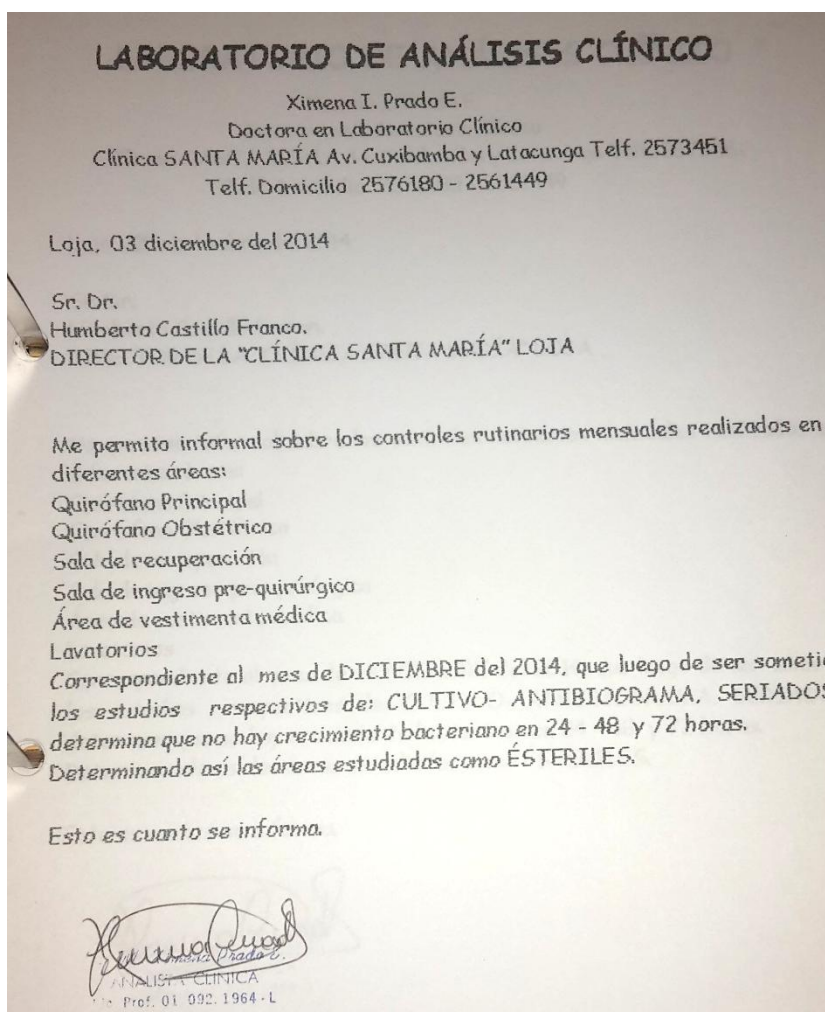 LABORATORIO DE ANÁLISIS CLÍNICO
Ximena I. Prado E.
Doctora en Laboratorio Clínico
Clínica SANTA MARÍA Av. Cuxibamba y Latacunga Telf. 2573451
Telf. Domicilio 2576180 - 2561449
Loja, 03 diciembre del 2014
Sr. Dr.
Humberto Castillo Franco.
DIRECTOR DE LA "CLÍNICA SANTA MARÍA" LOJA
Me permito informal sobre los controles rutinarios mensuales realizados en
diferentes áreas:
Quirófano Principal
Quirófano Obstétrico
Sala de recuperación
Sala de ingreso pre-quirúrgico
Área de vestimenta médica
Lavatorios
Correspondiente al mes de DICIEMBRE del 2014, que luego de ser someti
los estudios respectivos de: CULTIVO- ANTIBIOGRAMA, SERIADOS
determina que no hay crecimiento bacteriano en 24 - 48 y 72 horas.
Determinando así las áreas estudiadas como ÉSTERILES.
Esto es cuanto se informa.
Prado E.
ANALISTA CLINICA
Prof. 01 092. 1964 - L